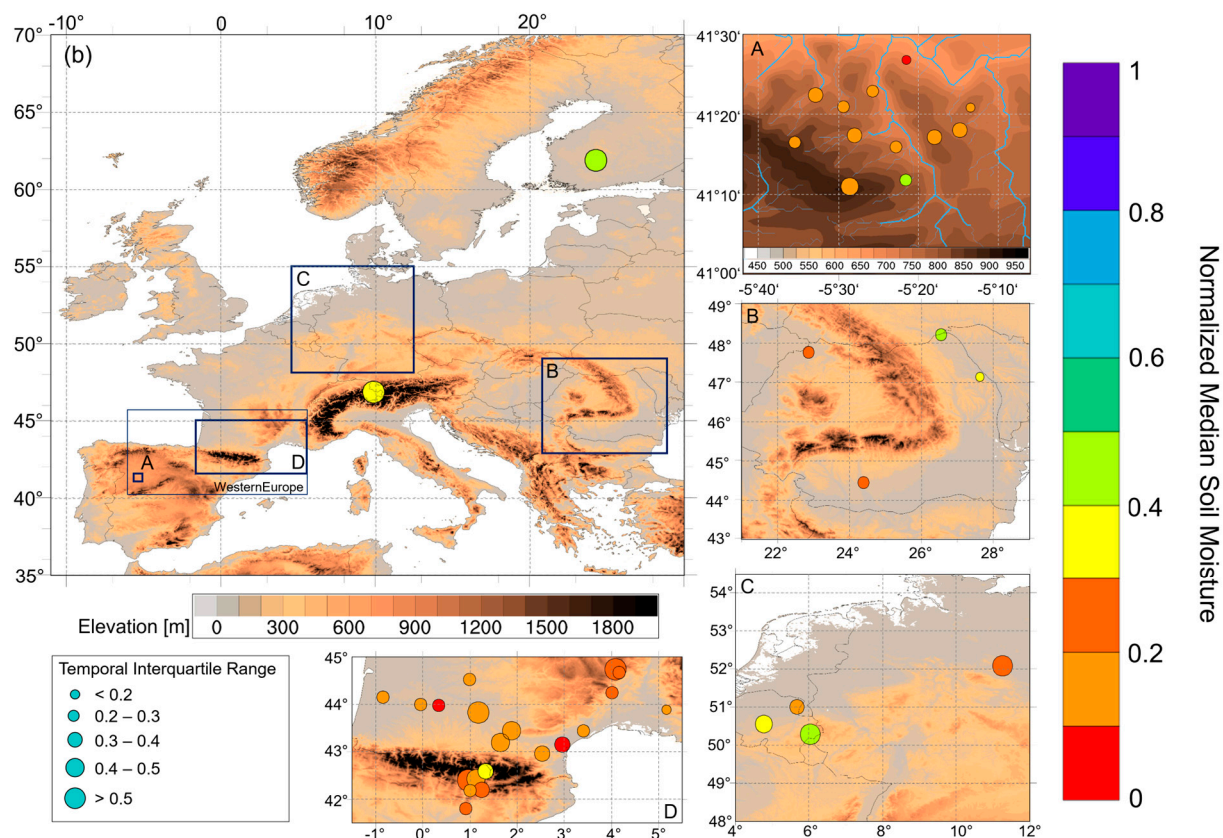 -10° 0° 10° 20°
70°
65°
60°
55°
50°
45°
40°
35°
(b)
C
B
A
D
WesternEurope
Elevation [m] 0 300 600 900 1200 1500 1800
Temporal Interquartile Range
< 0.2
0.2 – 0.3
0.3 – 0.4
0.4 – 0.5
> 0.5
45°
44°
43°
42°
D
-1° 0° 1° 2° 3° 4° 5°
A
41°30'
41°20'
41°10'
41°00'
450 500 550 600 650 700 750 800 850 900 950
-5°40' -5°30' -5°20' -5°10'
B
49°
48°
47°
46°
45°
44°
43°
22° 24° 26° 28°
C
54°
53°
52°
51°
50°
49°
48°
4° 6° 8° 10° 12°
1
0.8
0.6
0.4
0.2
0
Normalized Median Soil Moisture